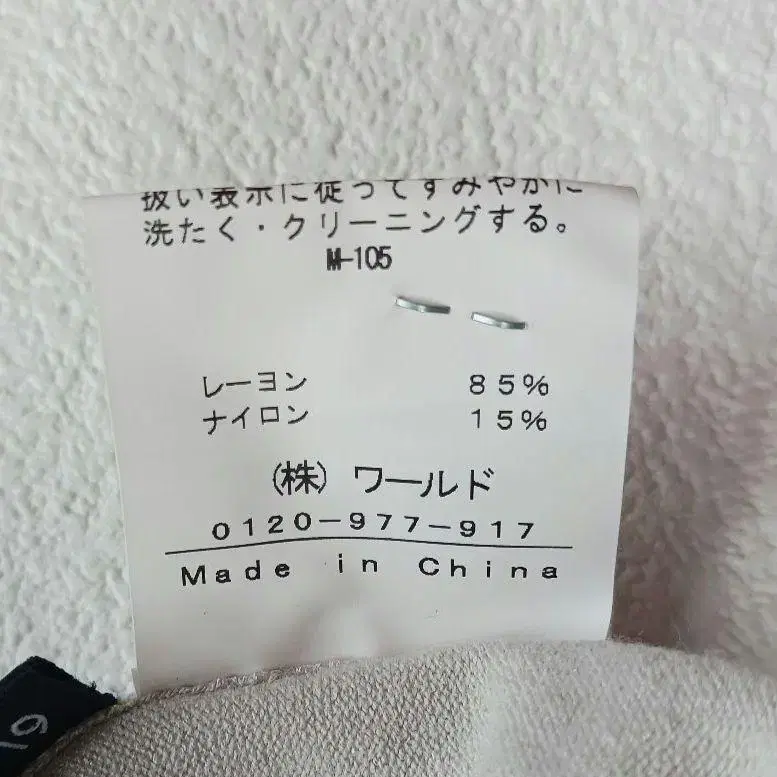 扱い表示に従ってすみやかに
洗たく・クリーニングする。
M-105
レーヨン 85%
ナイロン 15%
(株) ワールド
0120-977-917
Made in China